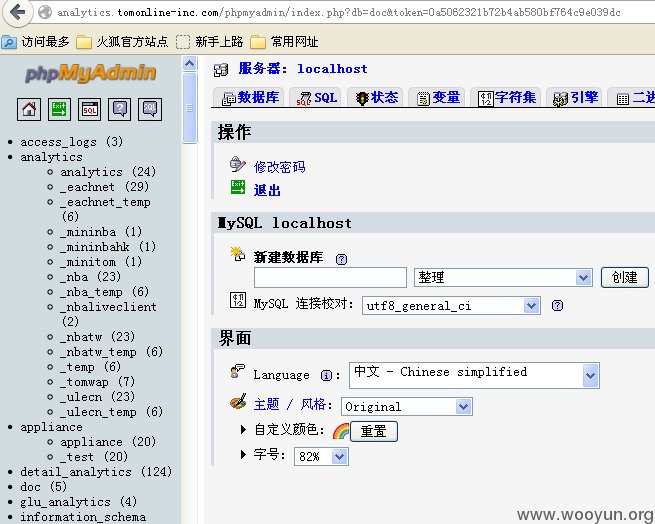 analytics.tomonline-inc.com/phpmyadmin/index.php?db=doc&token=0a5062321b72b4ab580bf764c9e039dc
访问最多 火狐官方站点 新手上路 常用网址
phpMyAdmin
SQL
SQL
access_logs (3)
analytics
analytics (24)
_eachnet (29)
_eachnet_temp
(6)
_mininba (1)
_mininbahk (1)
_minitom (1)
_nba (23)
_nba_temp (6)
_nbaliveclient
(2)
_nbatw (23)
_nbatw_temp (6)
_temp (6)
_tomwap (7)
_ulecn (23)
_ulecn_temp (6)
appliance
appliance (20)
_test (20)
detail_analytics (124)
doc (5)
glu_analytics (4)
information_schema
服务器: localhost
数据库 SQL 状态 变量 字符集 引擎 二进
操作
修改密码
退出
MySQL localhost
新建数据库
整理 创建
MySQL 连接校对: utf8_general_ci
界面
Language : 中文 - Chinese simplified
主题 / 风格: Original
自定义颜色: 重置
字号: 82%
www.wooyun.org